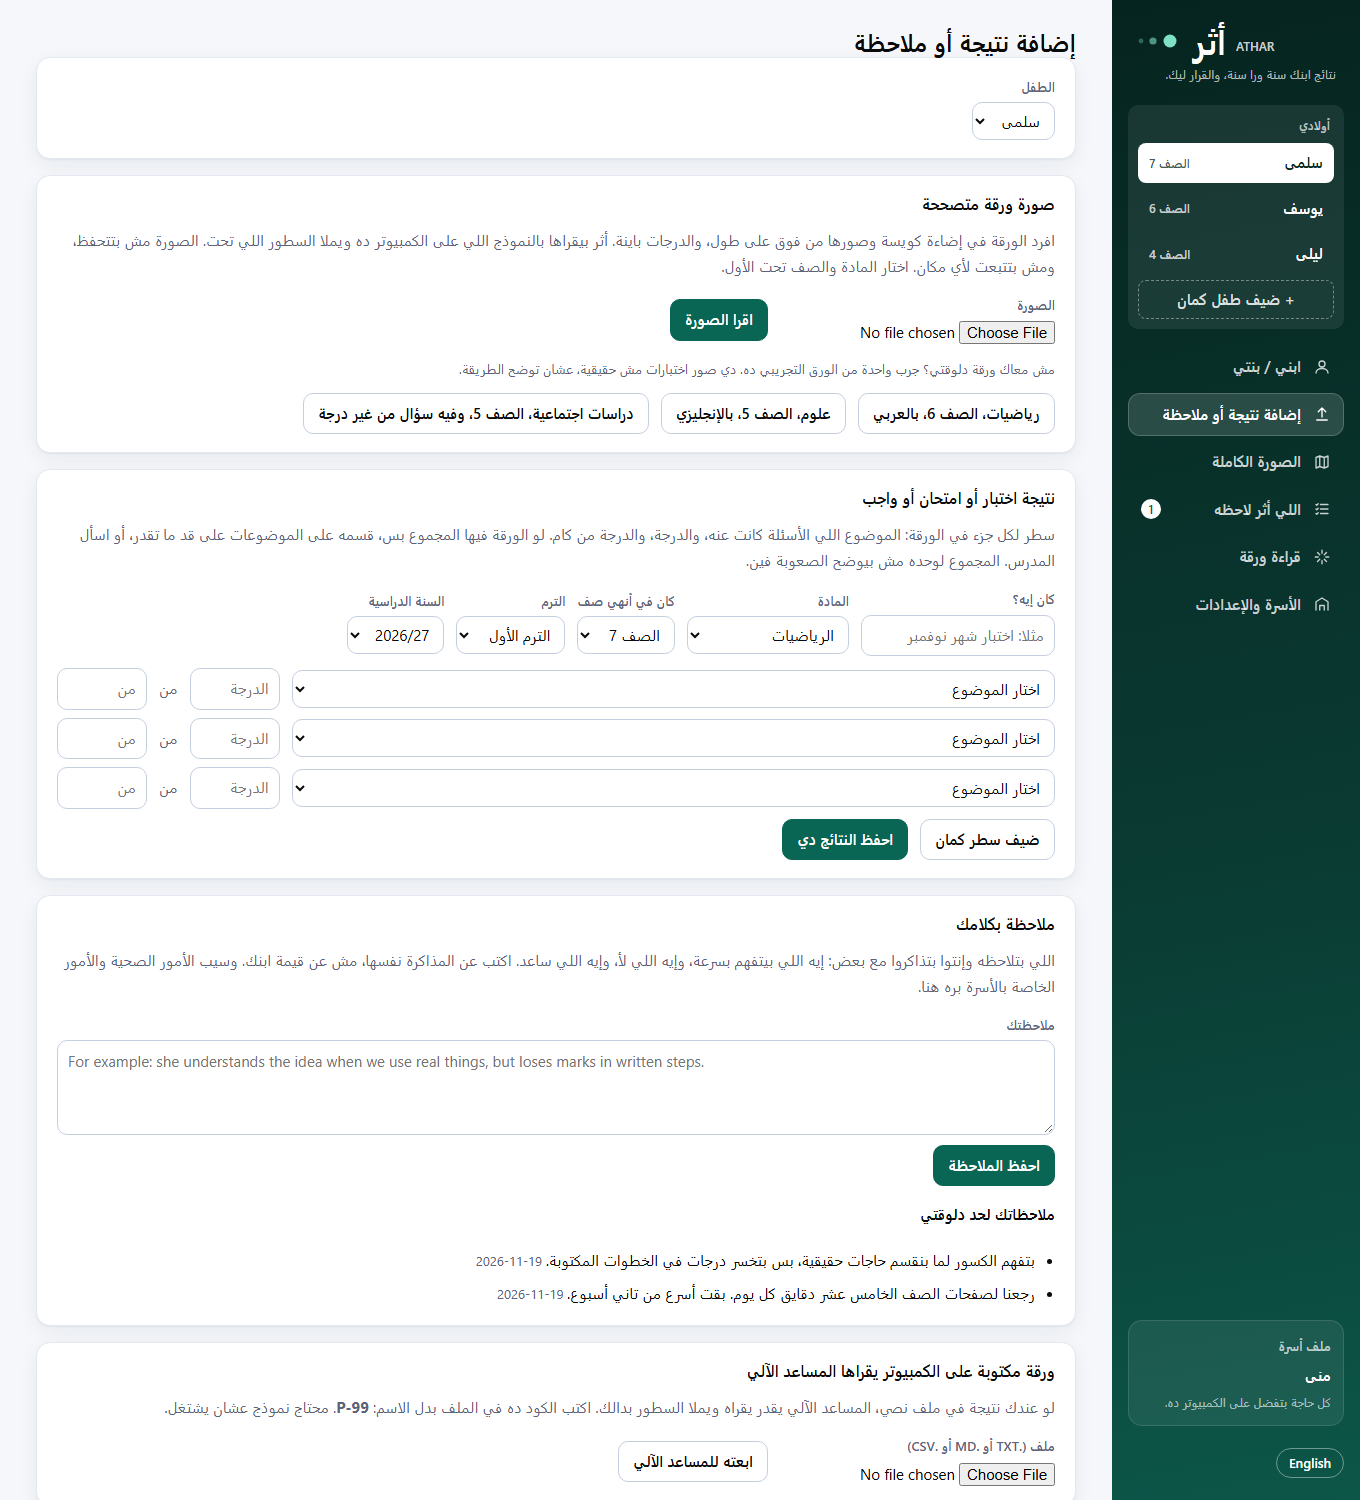 أثر ATHAR
نتائج ابنك سنة ورا سنة، والقرار ليك.
أولادي
سلمى الصف 7
يوسف الصف 6
ليلى الصف 4
+ ضيف طفل كمان
ابني / بنتي
إضافة نتيجة أو ملاحظة
الصورة الكاملة
اللي أثر لاحظه 1
قراءة ورقة
الأسرة والإعدادات
ملف أسرة
منى
كل حاجة بتفضل على الكمبيوتر ده.
English
إضافة نتيجة أو ملاحظة
الطفل
سلمى
صورة ورقة متصححة
افرد الورقة في إضاءة كويسة وصورها من فوق على طول، والدرجات باينة. أثر بيقراها بالنموذج اللي على الكمبيوتر ده ويملا السطور اللي تحت. الصورة مش بتتحفظ،
ومش بتتبعت لأي مكان. اختار المادة والصف تحت الأول.
الصورة
Choose File No file chosen
اقرا الصورة
مش معاك ورقة دلوقتي؟ جرب واحدة من الورق التجريبي ده. دي صور اختبارات مش حقيقية، عشان توضح الطريقة.
رياضيات، الصف 6، بالعربي
علوم، الصف 5، بالإنجليزي
دراسات اجتماعية، الصف 5، وفيه سؤال من غير درجة
نتيجة اختبار أو امتحان أو واجب
سطر لكل جزء في الورقة: الموضوع اللي الأسئلة كانت عنه، والدرجة، والدرجة من كام. لو الورقة فيها المجموع بس، قسمه على الموضوعات على قد ما تقدر، أو اسأل
المدرس. المجموع لوحده مش بيوضح الصعوبة فين.
كان إيه؟ المادة كان في أنهي صف الترم السنة الدراسية
مثلا: اختبار شهر نوفمبر الرياضيات الصف 7 الترم الأول 2026/27
اختار الموضوع الدرجة من من
اختار الموضوع الدرجة من من
اختار الموضوع الدرجة من من
ضيف سطر كمان احفظ النتائج دي
ملاحظة بكلامك
اللي بتلاحظه وإنتوا بتذاكروا مع بعض: إيه اللي بيتفهم بسرعة، وإيه اللي لأ، وإيه اللي ساعد. اكتب عن المذاكرة نفسها، مش عن قيمة ابنك. وسيب الأمور الصحية والأمور
الخاصة بالأسرة بره هنا.
ملاحظتك
For example: she understands the idea when we use real things, but loses marks in written steps.
احفظ الملاحظة
ملاحظاتك لحد دلوقتي
بتفهم الكسور لما بنقسم حاجات حقيقية، بس بتخسر درجات في الخطوات المكتوبة. 2026-11-19
رجعنا لصفحات الصف الخامس عشر دقايق كل يوم. بقت أسرع من تاني أسبوع. 2026-11-19
ورقة مكتوبة على الكمبيوتر يقراها المساعد الآلي
لو عندك نتيجة في ملف نصي، المساعد الآلي يقدر يقراه ويملا السطور بدالك. اكتب الكود ده في الملف بدل الاسم: P-99. محتاج نموذج عشان يشتغل.
ملف (.TXT أو .MD أو .CSV)
Choose File No file chosen
ابعته للمساعد الآلي